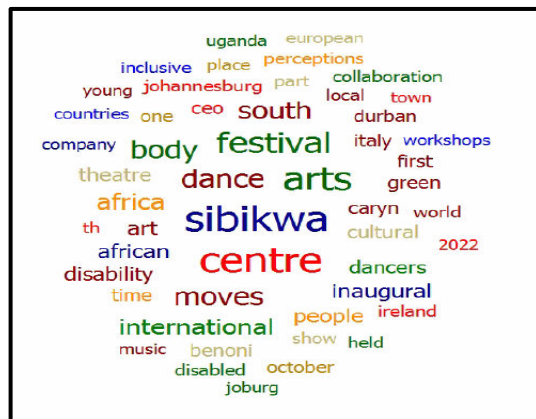 uganda european
inclusive place perceptions
young johannesburg part collaboration
countries one ceo south local town
company body festival durban
theatre dance arts italy workshops
africa sibikwa first
green
th art caryn world
african centre cultural 2022
disability dancers
time moves inaugural
international people ireland
music benoni show held
disabled october
joburg